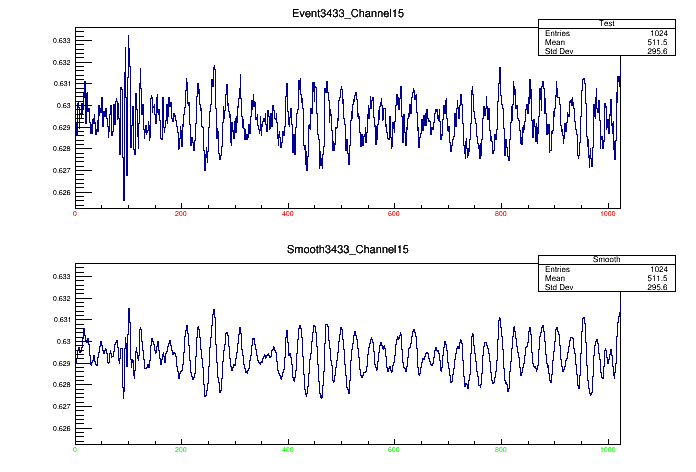 Event3433_Channel15
Test
Entries 1024
Mean 511.5
Std Dev 295.6
0.633
0.632
0.631
0.63
0.629
0.628
0.627
0.626
0 200 400 600 800 1000
Smooth3433_Channel15
Smooth
Entries 1024
Mean 511.5
Std Dev 295.6
0.633
0.632
0.631
0.63
0.629
0.628
0.627
0.626
0 200 400 600 800 1000